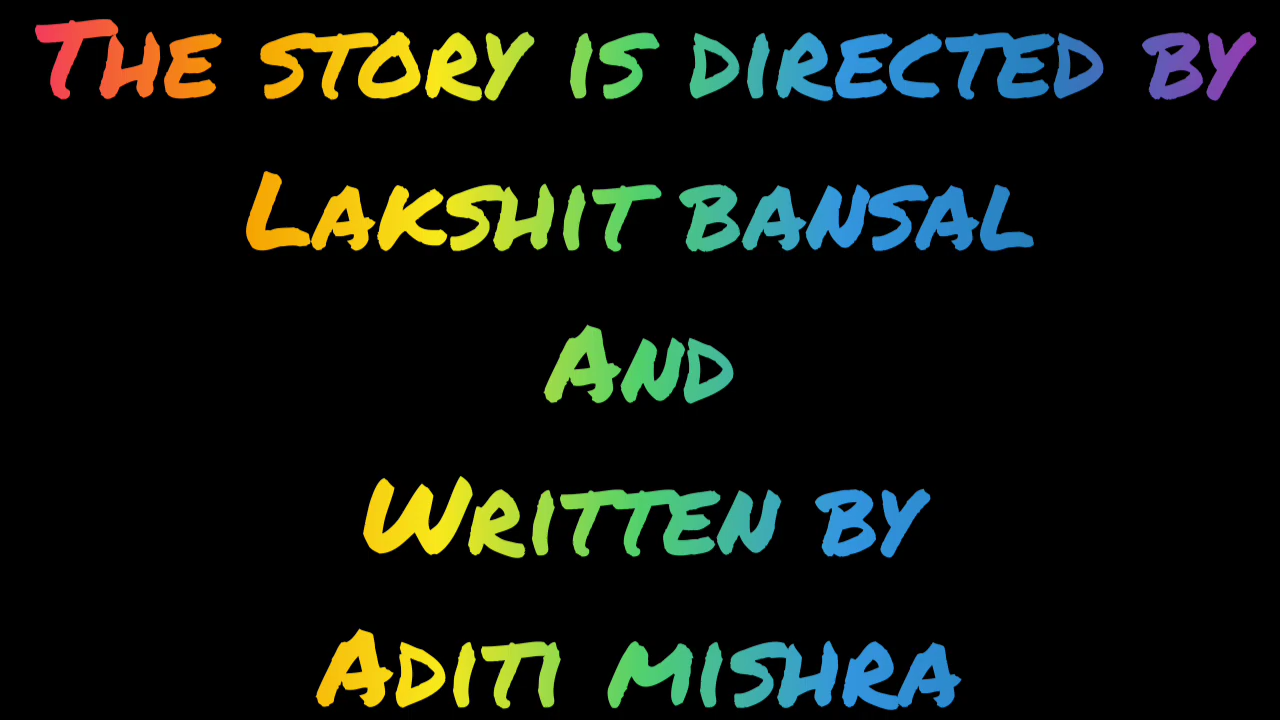 The story is directed by
Lakshit bansal
And
Written by
Aditi mishra